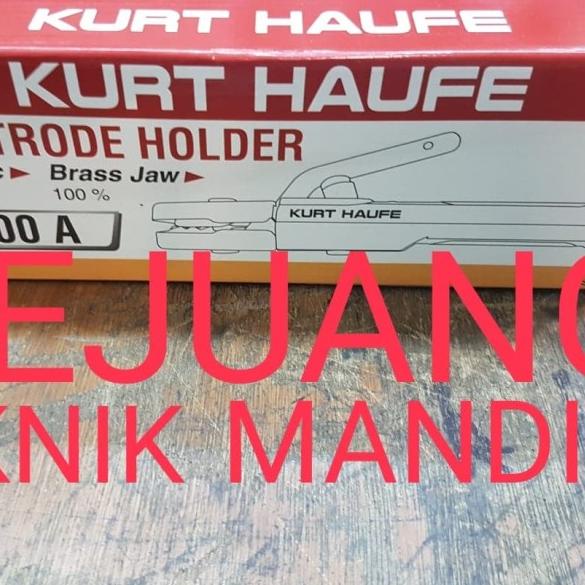 KURT HAUFE
KURT HAUFE
TRODE HOLDER
Brass Jaw
100 %
00 A
KURT HAUFE
EJUANG
KNIK MANDI